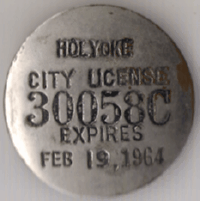 HOLYOKE
CITY LICENSE
30058C
EXPIRES
FEB 19, 1964